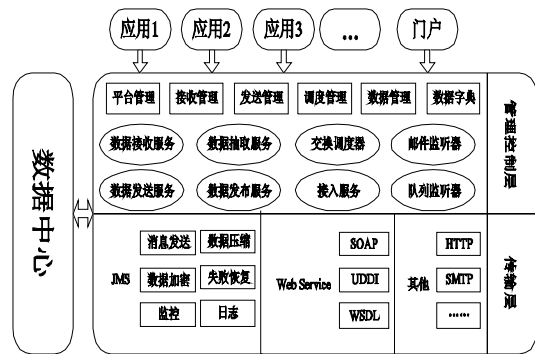 应用1
应用2
应用3
...
门户
数据中心
平台管理
接收管理
发送管理
调度管理
数据管理
数据字典
数据接收服务
数据抽取服务
交换调度器
邮件监听器
数据发送服务
数据发布服务
接入服务
队列监听器
管理控制层
JMS
消息发送
数据压缩
数据加密
失败恢复
监控
日志
Web Service
SOAP
UDDI
WSDL
其他
HTTP
SMTP
……
传输层